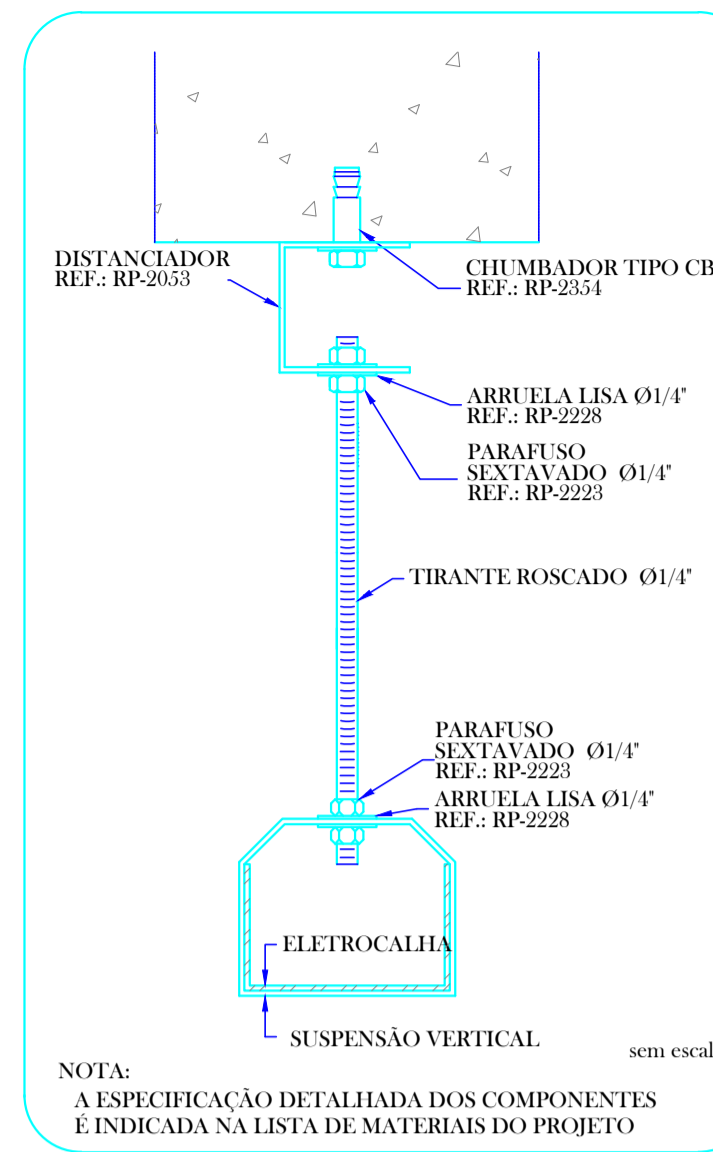 DISTANCIADOR
REF.: RP-2053
CHUMBADOR TIPO CB
REF.: RP-2354
ARRUELA LISA Ø1/4"
REF.: RP-2228
PARAFUSO
SEXTAVADO Ø1/4"
REF.: RP-2223
TIRANTE ROSCADO Ø1/4"
PARAFUSO
SEXTAVADO Ø1/4"
REF.: RP-2223
ARRUELA LISA Ø1/4"
REF.: RP-2228
ELETROCALHA
SUSPENSÃO VERTICAL
sem escal
NOTA:
A ESPECIFICAÇÃO DETALHADA DOS COMPONENTES
É INDICADA NA LISTA DE MATERIAIS DO PROJETO